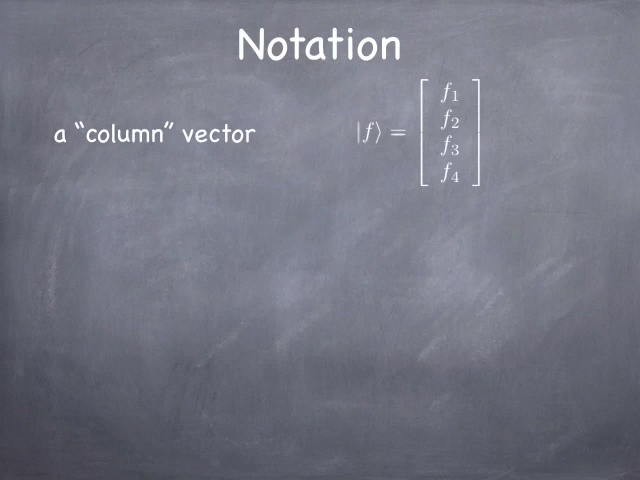 Notation
a “column” vector
|f⟩ = [ f₁
f₂
f₃
f₄ ]